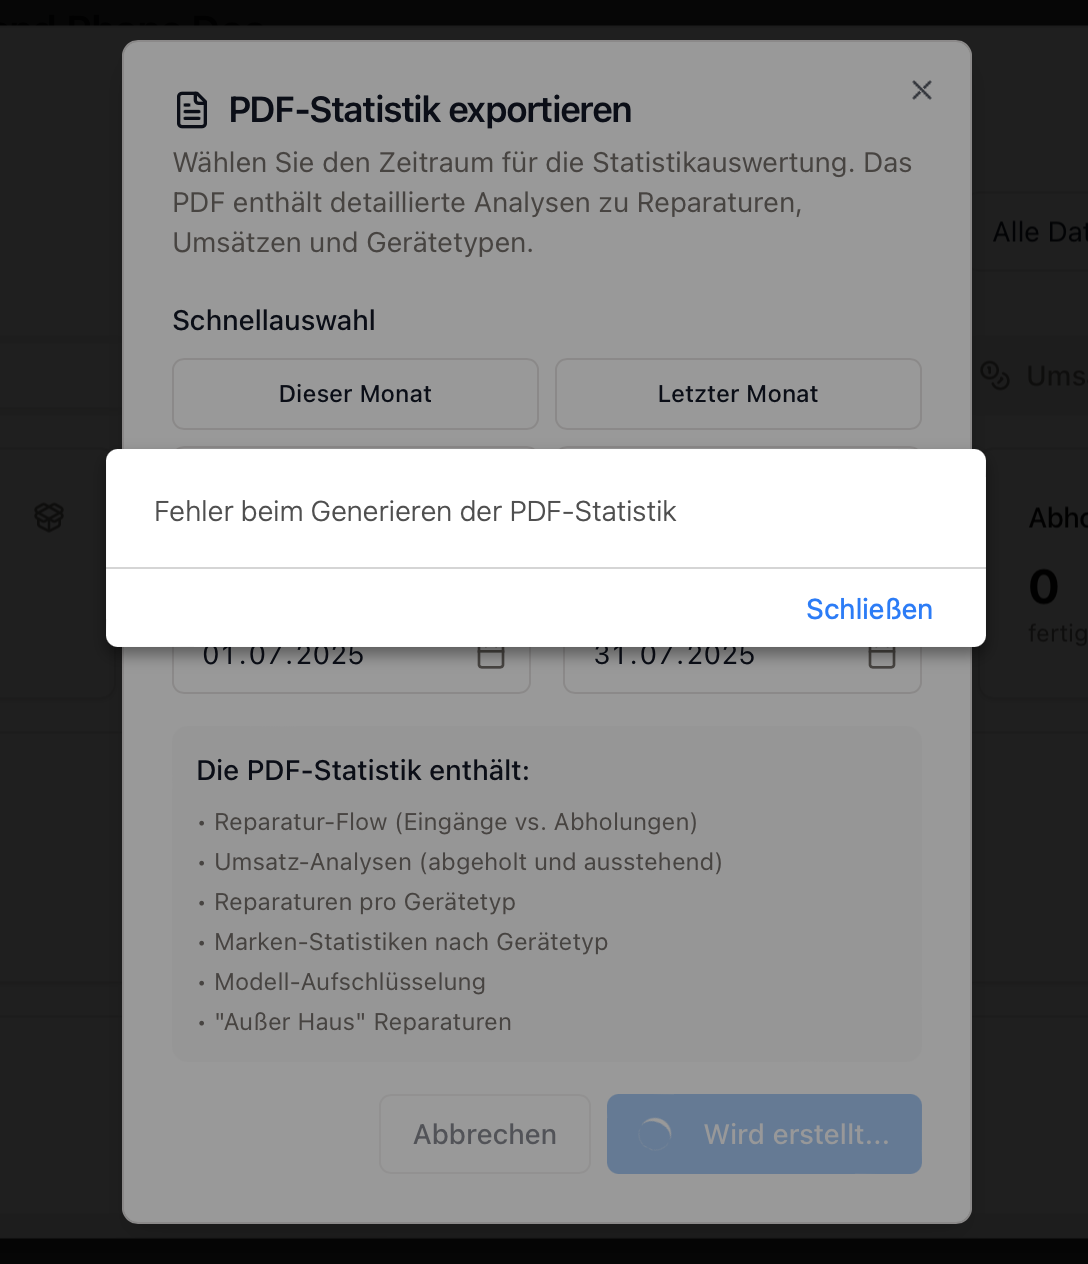 PDF-Statistik exportieren
Wählen Sie den Zeitraum für die Statistikauswertung. Das
PDF enthält detaillierte Analysen zu Reparaturen,
Umsätzen und Gerätetypen.
Alle Dat
Schnellauswahl
Dieser Monat
Letzter Monat
Ums
Fehler beim Generieren der PDF-Statistik
Schließen
Abho
0
fertig
01.07.2025
31.07.2025
Die PDF-Statistik enthält:
• Reparatur-Flow (Eingänge vs. Abholungen)
• Umsatz-Analysen (abgeholt und ausstehend)
• Reparaturen pro Gerätetyp
• Marken-Statistiken nach Gerätetyp
• Modell-Aufschlüsselung
• "Außer Haus" Reparaturen
Abbrechen
Wird erstellt...